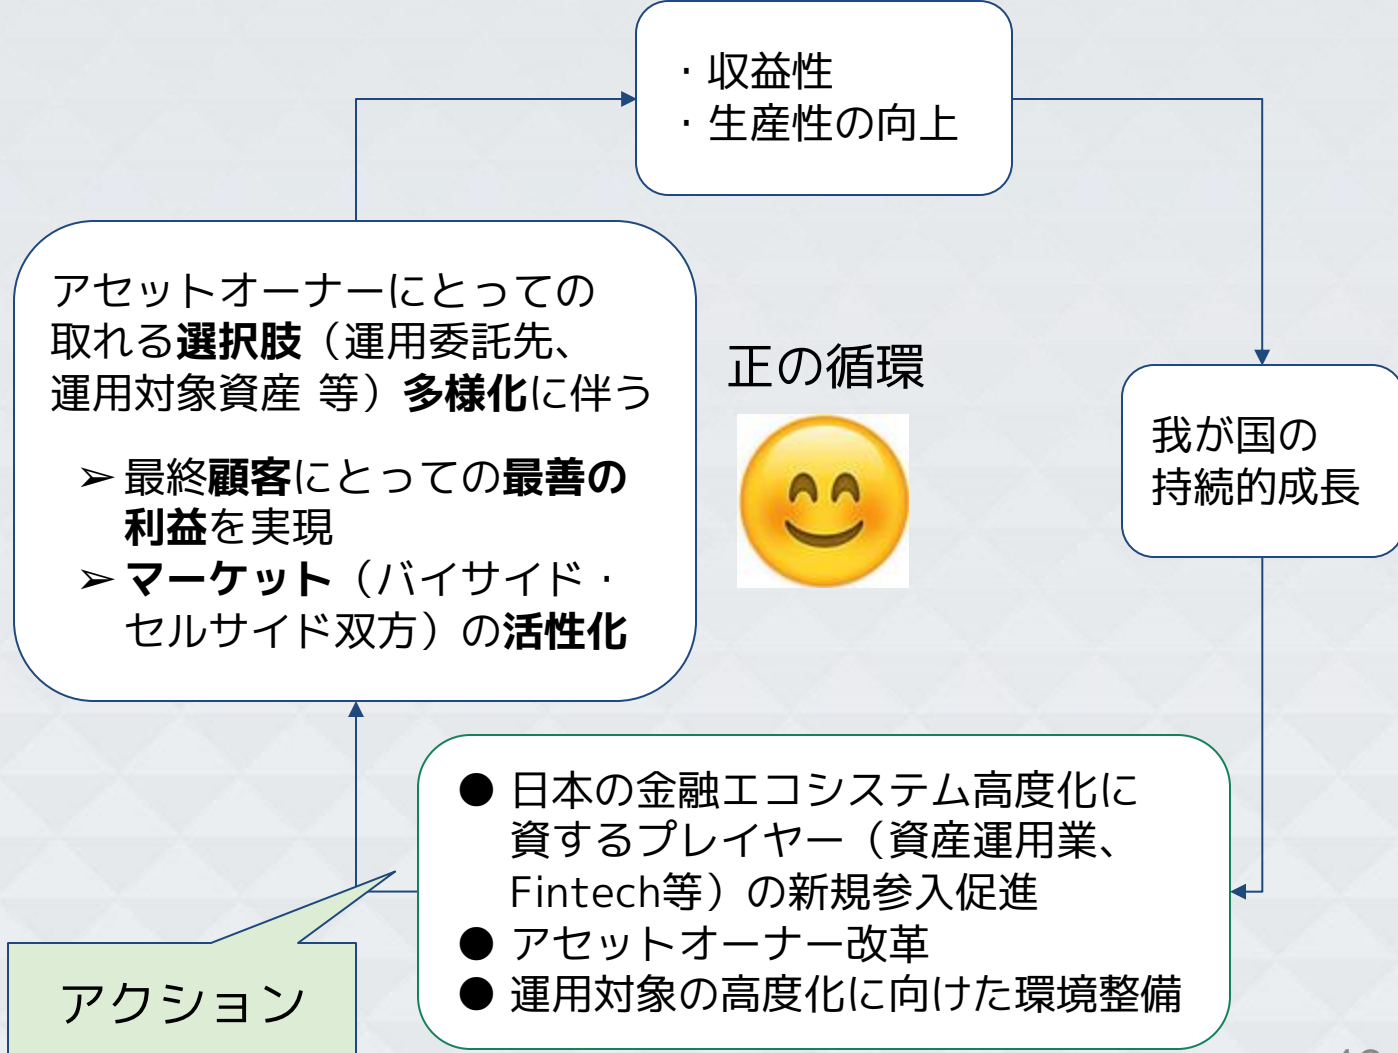 ・収益性
・生産性の向上
アセットオーナーにとっての
取れる選択肢（運用委託先、
運用対象資産 等）多様化に伴う
➢ 最終顧客にとっての最善の
利益を実現
➢ マーケット（バイサイド・
セルサイド双方）の活性化
正の循環
我が国の
持続的成長
● 日本の金融エコシステム高度化に
資するプレイヤー（資産運用業、
Fintech等）の新規参入促進
● アセットオーナー改革
● 運用対象の高度化に向けた環境整備
アクション